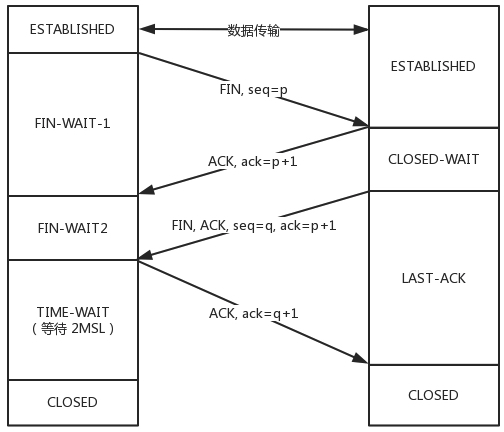 ESTABLISHED
数据传输
ESTABLISHED
FIN, seq=p
FIN-WAIT-1
ACK, ack=p+1
CLOSED-WAIT
FIN-WAIT2
FIN, ACK, seq=q, ack=p+1
LAST-ACK
TIME-WAIT
( 等待 2MSL )
ACK, ack=q+1
CLOSED
CLOSED